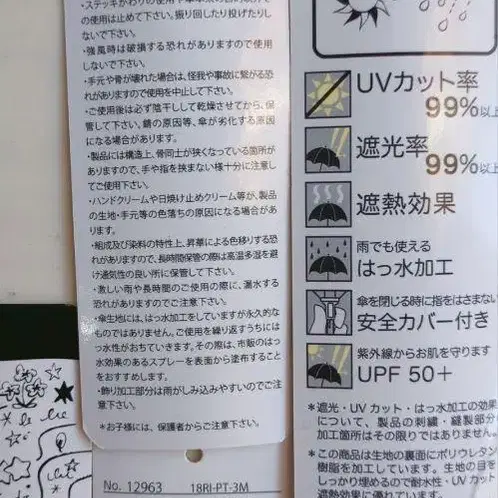 の使用は止めて下さい。振り回したり投げたりし
ないで下さい。
・強風時は破損する恐れがありますので使用
しないで下さい。
・手元や骨が壊れた場合は、怪我や事故に繋がる恐
れがありますので使用を中止して下さい。
・ご使用後は必ず陰干しして乾燥させてから、保
管して下さい。錆の原因等、傘が劣化する原因
になる場合があります。
・製品には構造上、骨同士が狭くなっている箇所が
ありますので、手や指を挟まない様十分に注意し
てご使用下さい。
・ハンドクリームや日焼け止めクリーム等が、製品
の生地・手元等の色落ちの原因になる場合があり
ます。
・組成及び染料の特性上、昇華による色移りする恐
れがありますので、長時間保管の際は高温多湿を避
け通気性の良い所に保管して下さい。
・激しい雨や長時間のご使用の際に、漏水する
恐れがありますのでご注意下さい。
・傘生地には、はっ水加工をしていますが永久的な
ものではありません。ご使用を繰り返すうちにはっ
水性がおちていきます。その際は、市販のはっ
水効果のあるスプレーを表面から塗布すること
をおすすめします。
・飾り加工部分は雨がしみ込みやすいのでご注
意下さい。
*お子様には、保護者からご注意下さい。
No. 12963 18RI-PT-3M
UVカット率
99%以上
遮光率
99%以上
遮熱効果
雨でも使える
はっ水加工
傘を閉じる時に指をはさまない
安全カバー付き
紫外線からお肌を守ります
UPF 50+
*遮光・UVカット・はっ水加工の効果
について、製品の刺繍・縫製部分
加工箇所はその限りではありません。
*この商品は生地の裏面にポリウレタン
樹脂を加工しています。生地の目を
しっかり埋めるので耐水性・UVカット